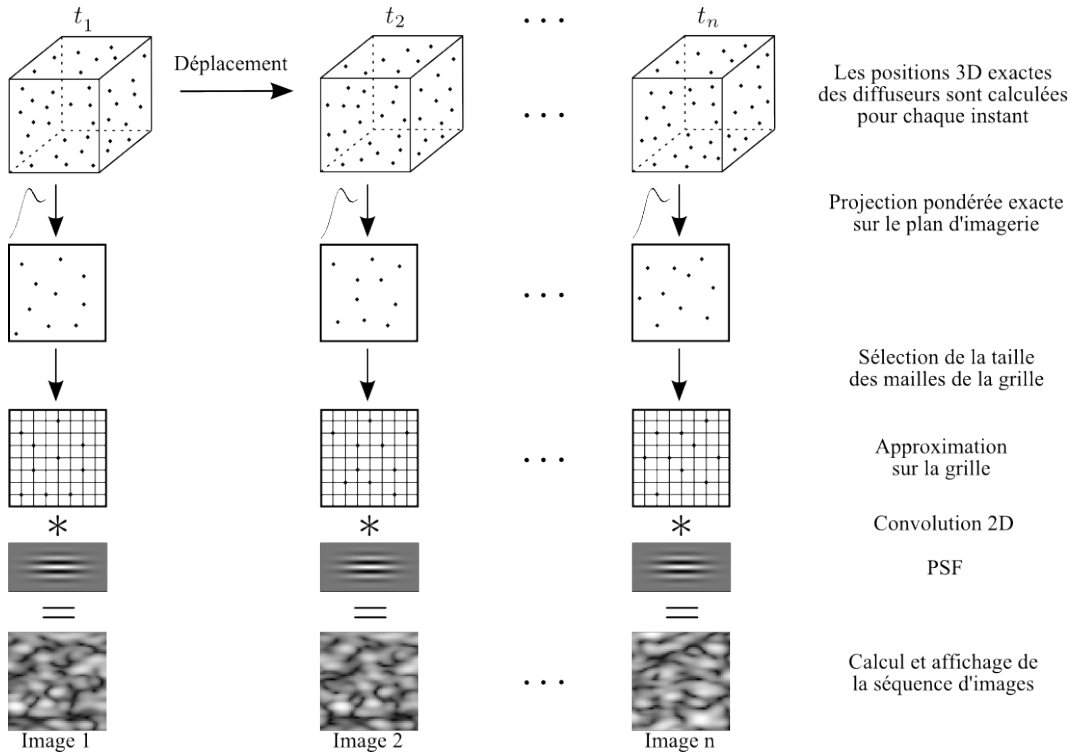 t₁
t₂
. . .
tₙ
Déplacement
. . .
Les positions 3D exactes
des diffuseurs sont calculées
pour chaque instant
Projection pondérée exacte
sur le plan d'imagerie
. . .
Sélection de la taille
des mailles de la grille
. . .
Approximation
sur la grille
* * *
Convolution 2D
PSF
= = =
. . .
Calcul et affichage de
la séquence d'images
Image 1
Image 2
Image n